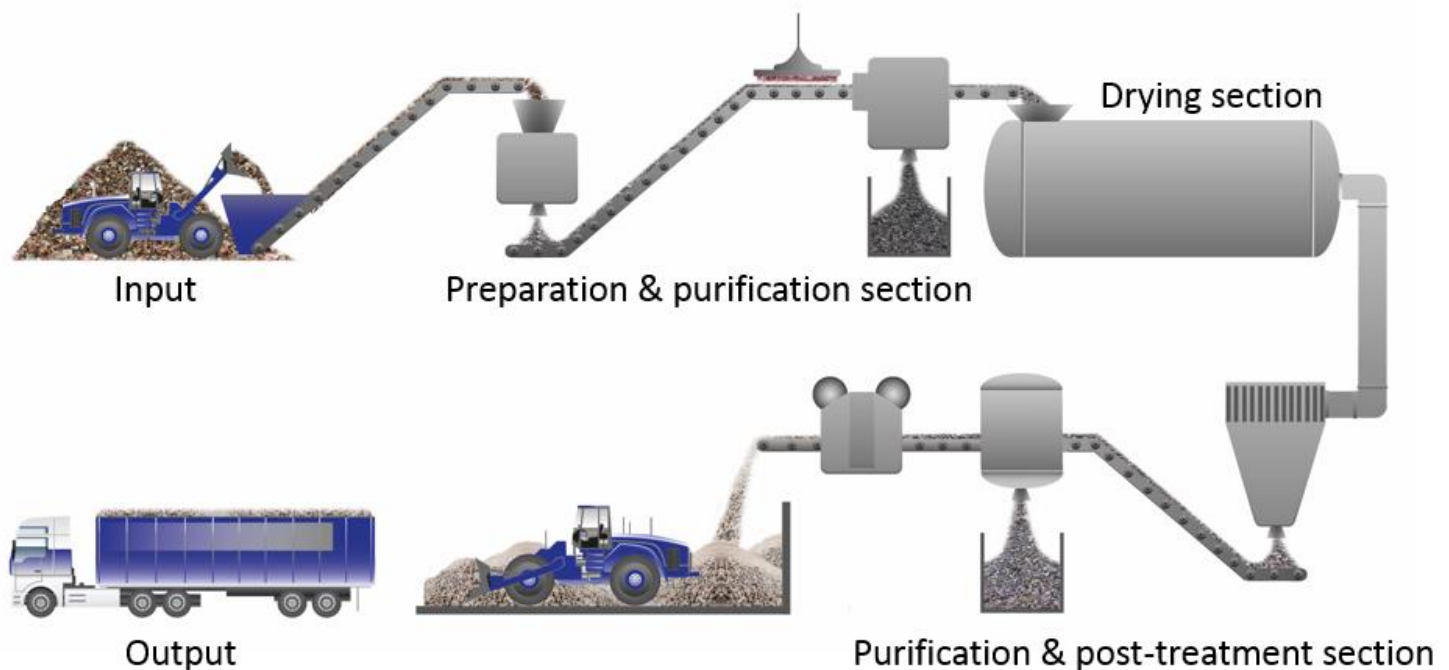 Drying section
Input
Preparation & purification section
Output
Purification & post-treatment section